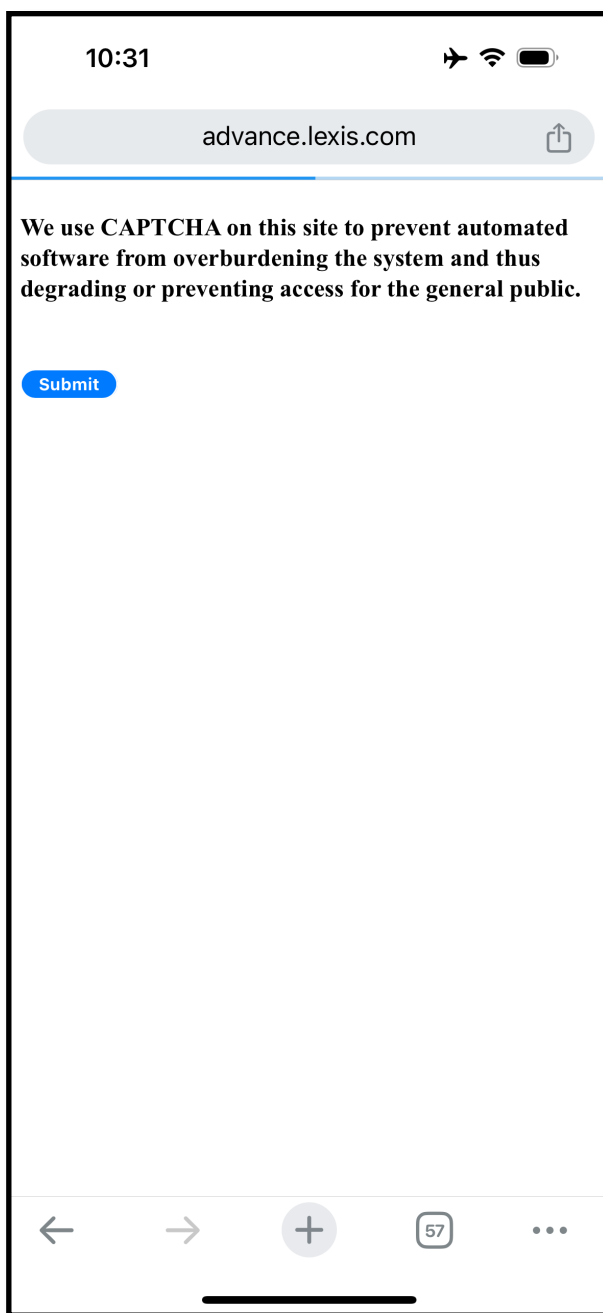 10:31
advance.lexis.com
We use CAPTCHA on this site to prevent automated
software from overburdening the system and thus
degrading or preventing access for the general public.
Submit
57